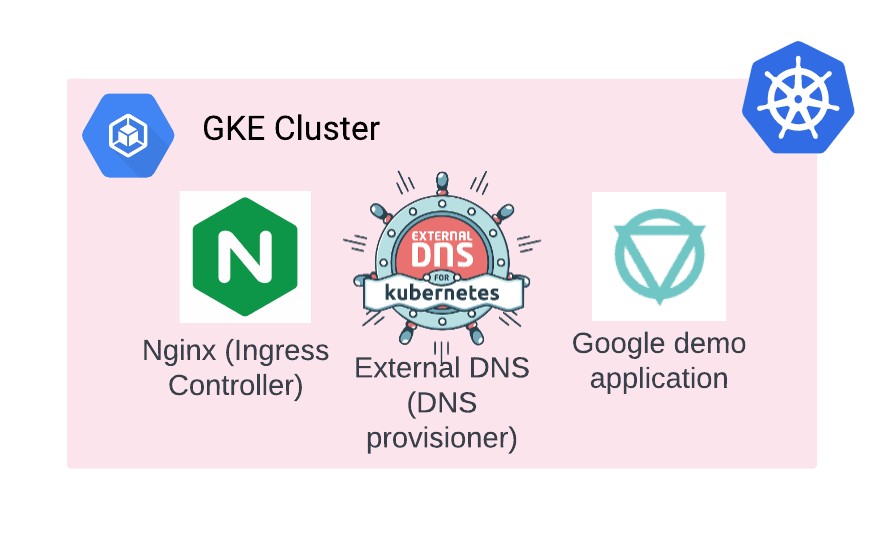 GKE Cluster
N
EXTERNAL
DNS
FOR
kubernetes
Nginx (Ingress
Controller)
External DNS
(DNS
provisioner)
Google demo
application